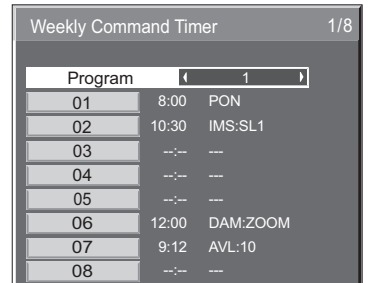 Weekly Command Timer 1/8
Program 1
01 8:00 PON
02 10:30 IMS:SL1
03 --:-- ---
04 --:-- ---
05 --:-- ---
06 12:00 DAM:ZOOM
07 9:12 AVL:10
08 --:-- ---